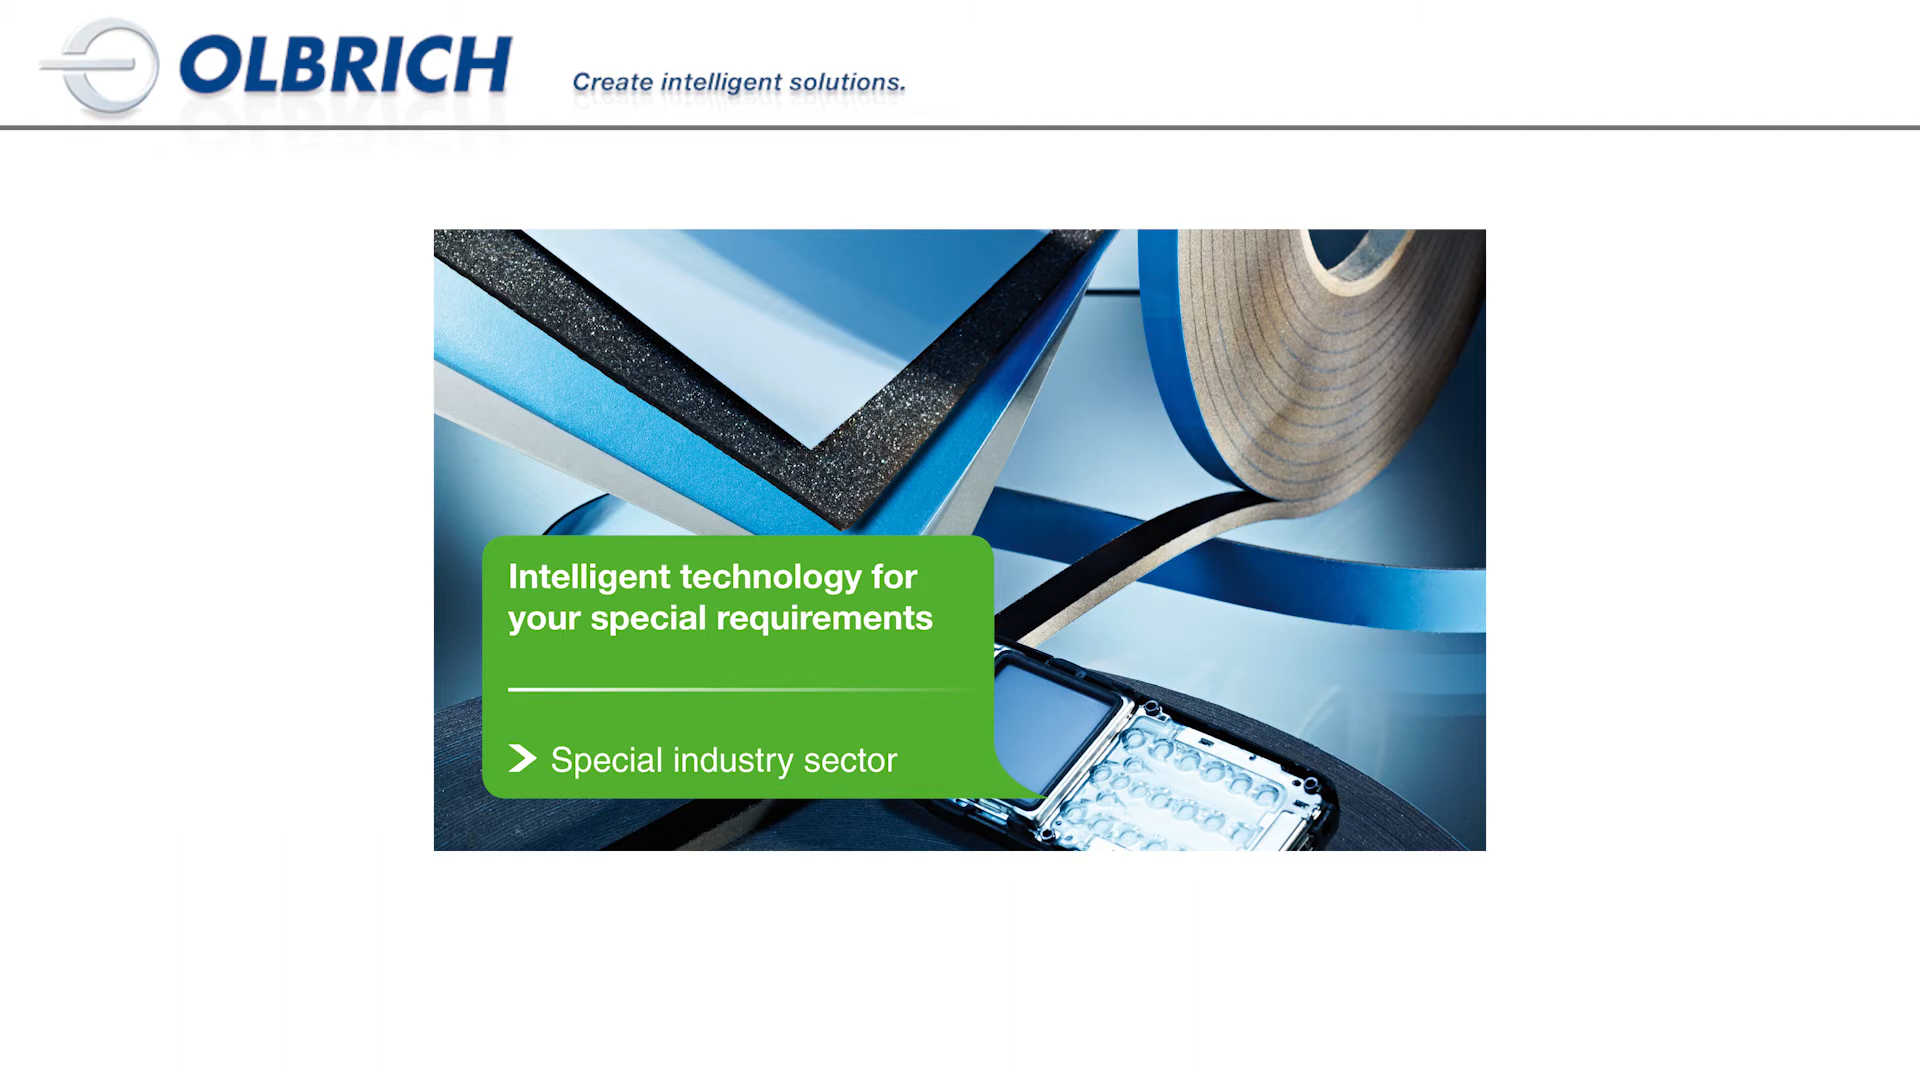 OLBRICH
Create intelligent solutions.
Intelligent technology for
your special requirements
Special industry sector